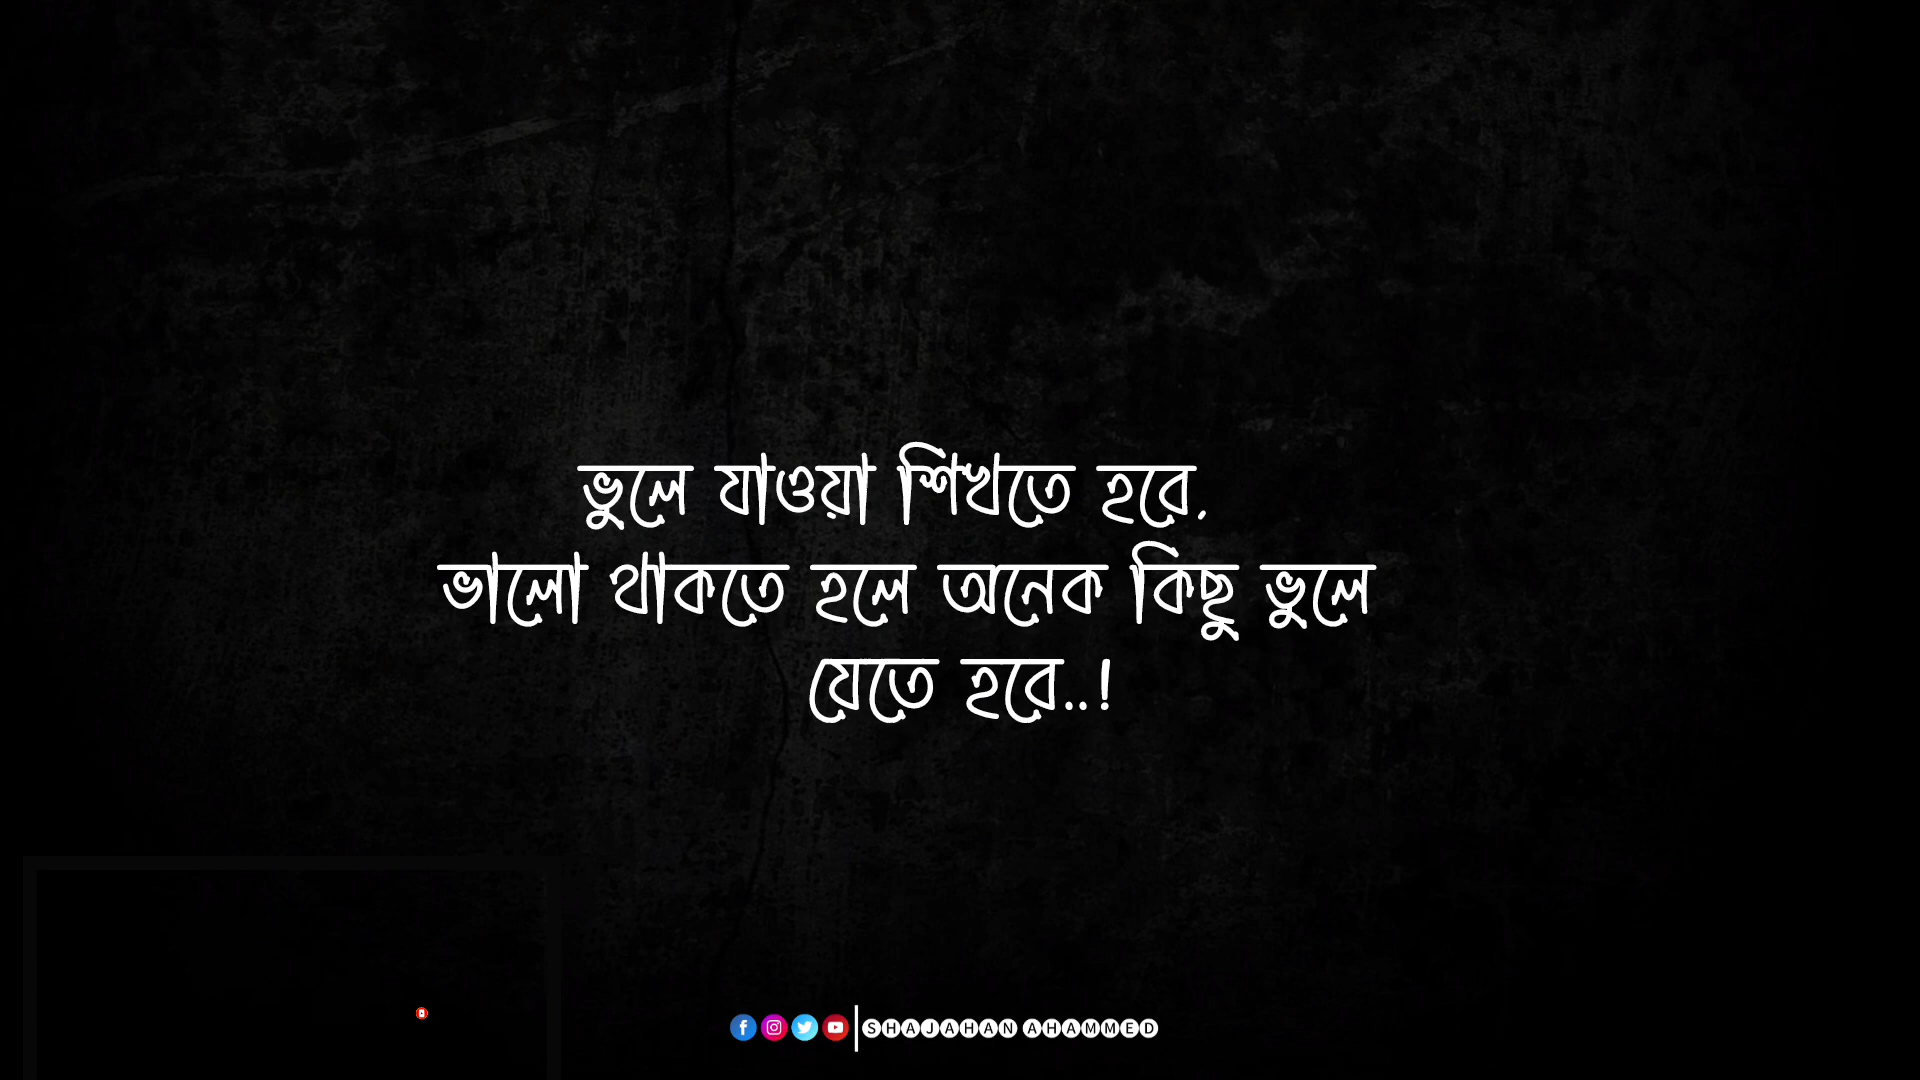 ভুলে যাওয়া শিখতে হবে,
ভালো থাকতে হলে অনেক কিছু ভুলে
যেতে হবে..!
SHAJAHAN AHAMMED